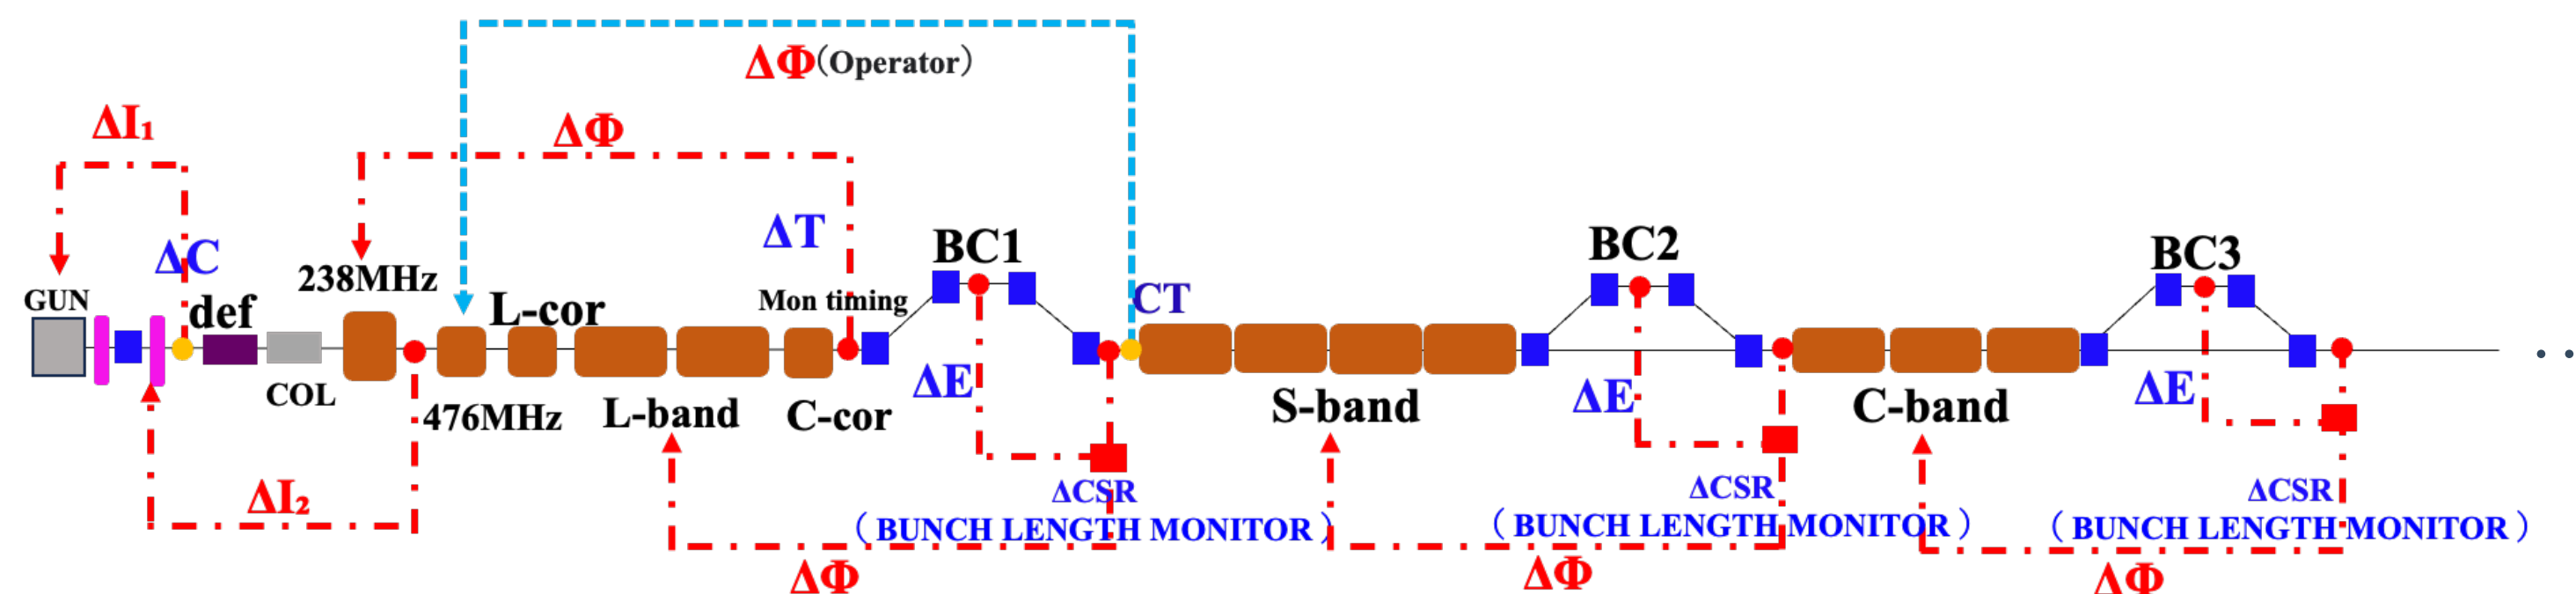 ΔΦ(Operator)
ΔI₁
ΔΦ
ΔC
ΔT
BC1
BC2
BC3
238MHz
GUN
def
L-cor
Mon timing
CT
COL
476MHz
L-band
C-cor
ΔE
S-band
ΔE
C-band
ΔE
ΔI₂
ΔCSR
(BUNCH LENGTH MONITOR)
ΔCSR
(BUNCH LENGTH MONITOR)
ΔCSR
(BUNCH LENGTH MONITOR)
ΔΦ
ΔΦ
ΔΦ